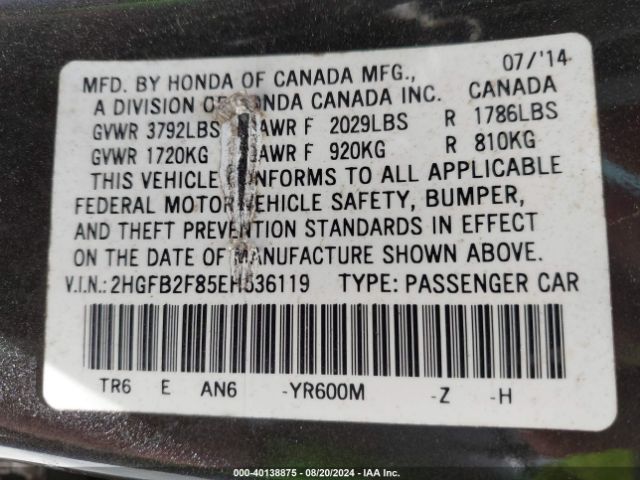 07/'14
MFD. BY HONDA OF CANADA MFG.,
A DIVISION OF HONDA CANADA INC. CANADA
GVWR 3792LBS GAWR F 2029LBS R 1786LBS
GVWR 1720KG GAWR F 920KG R 810KG
THIS VEHICLE CONFORMS TO ALL APPLICABLE
FEDERAL MOTOR VEHICLE SAFETY, BUMPER,
AND THEFT PREVENTION STANDARDS IN EFFECT
ON THE DATE OF MANUFACTURE SHOWN ABOVE.
V.I.N.: 2HGFB2F85EH536119 TYPE: PASSENGER CAR
TR6 E AN6 -YR600M -Z -H
000-40138875 - 08/20/2024 - IAA Inc.